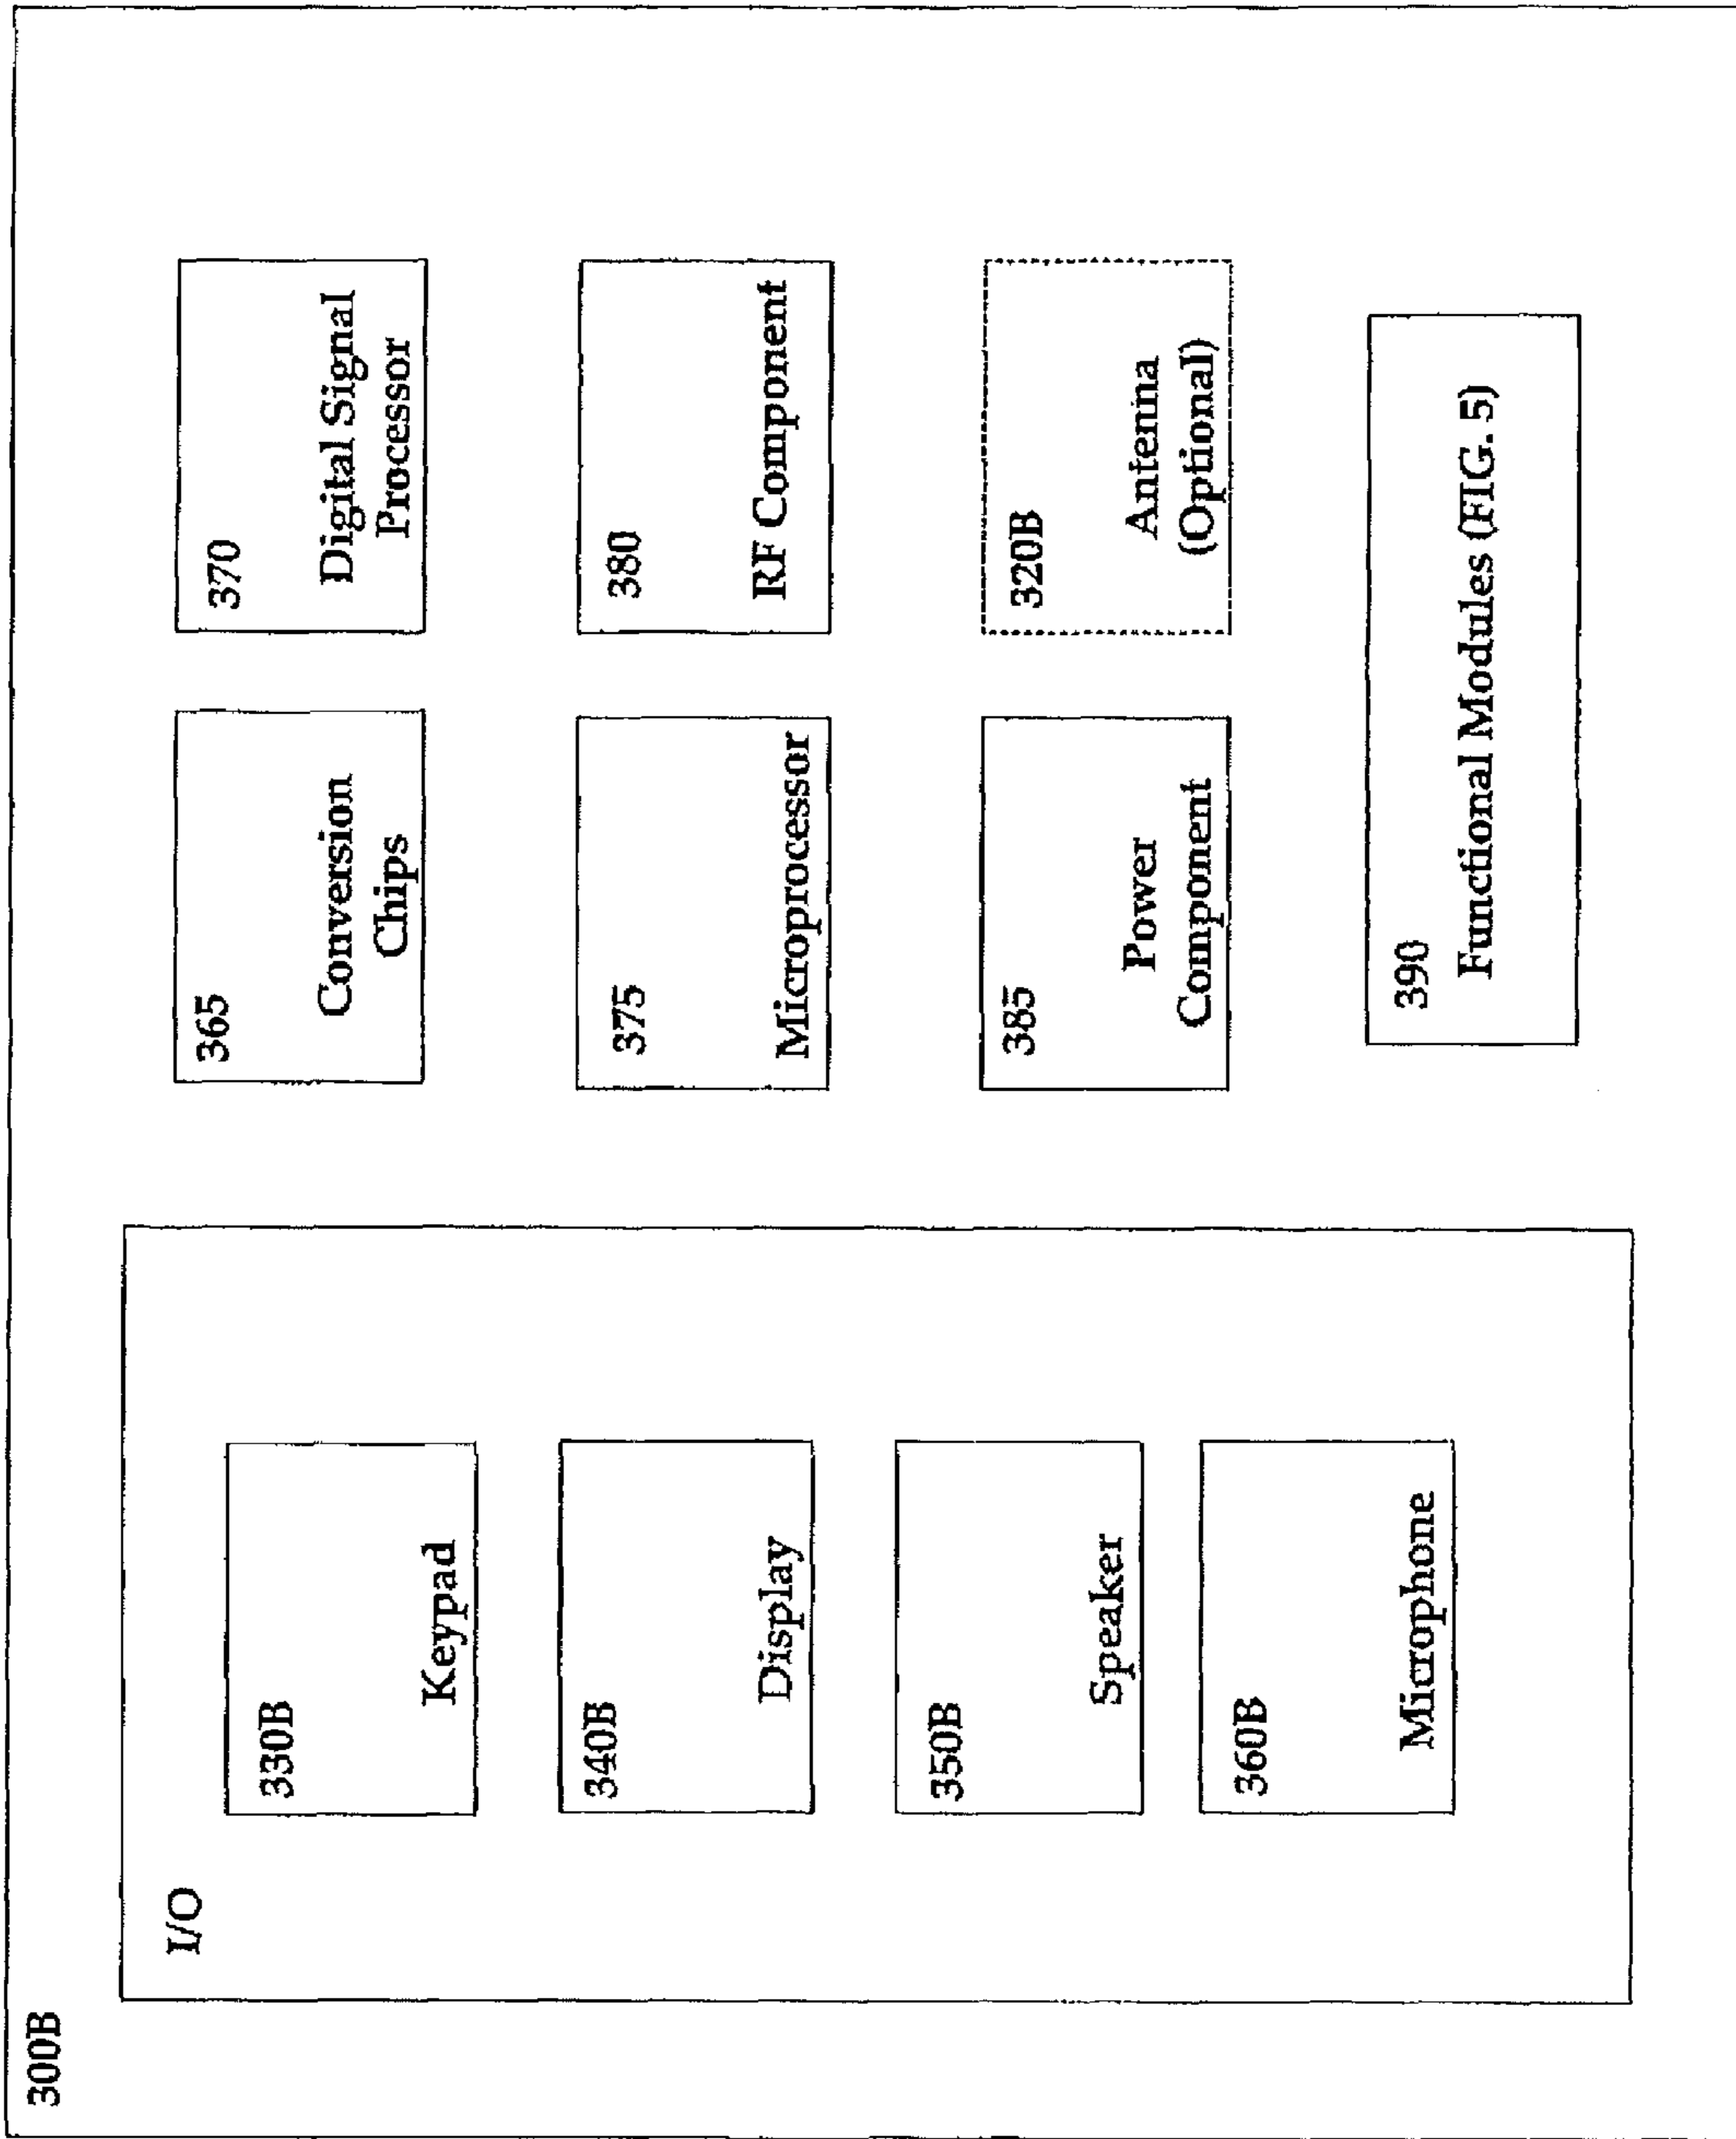 300B
I/O
330B
Keypad
340B
Display
350B
Speaker
360B
Microphone
365
Conversion
Chips
370
Digital Signal
Processor
375
Microprocessor
380
RF Component
385
Power
Component
320B
Antenna
(Optional)
390
Functional Modules (FIG. 5)